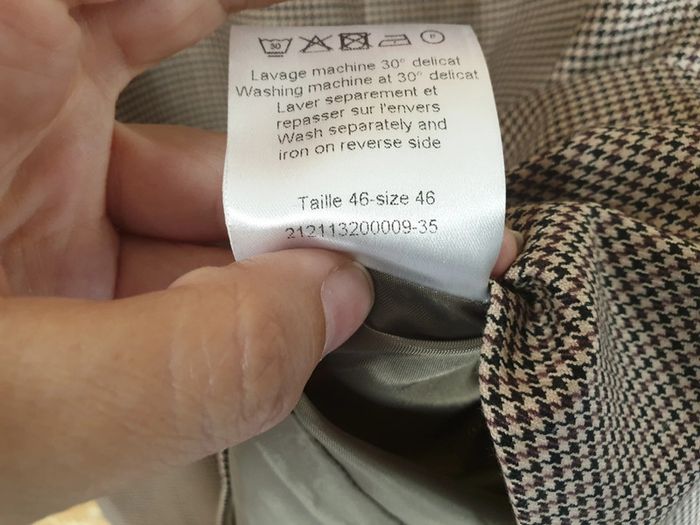 30 P
Lavage machine 30° delicat
Washing machine at 30° delicat
Laver separement et
repasser sur l'envers
Wash separately and
iron on reverse side
Taille 46-size 46
212113200009-35